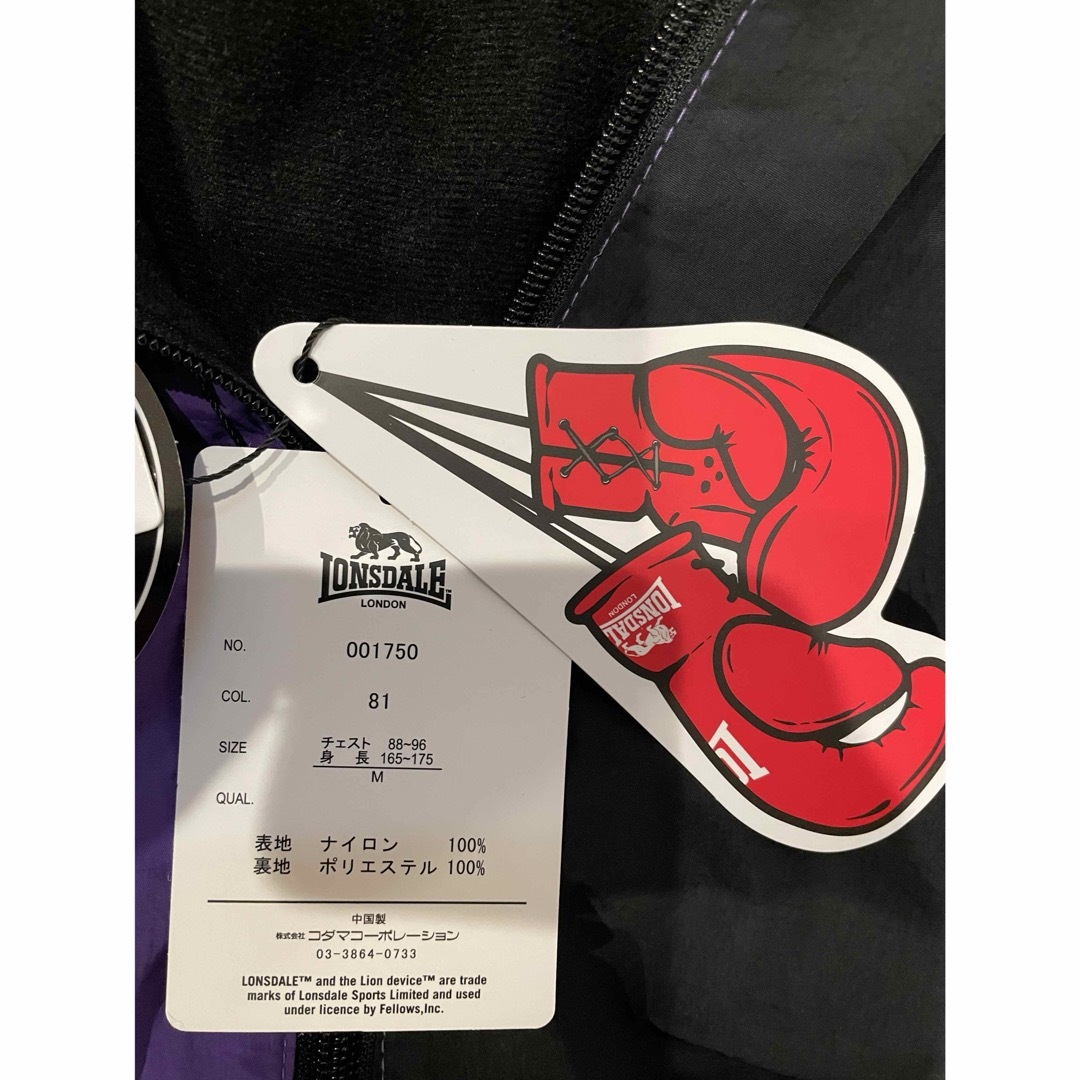 LONSDALE
LONDON
NO. 001750
COL. 81
SIZE チェスト 88~96
身 長 165~175
M
QUAL.
表地 ナイロン 100%
裏地 ポリエステル 100%
中国製
株式会社 コダマコーポレーション
03-3864-0733
LONSDALE™ and the Lion device™ are trade
marks of Lonsdale Sports Limited and used
under licence by Fellows,Inc.
LONSDAL
LONDON
L